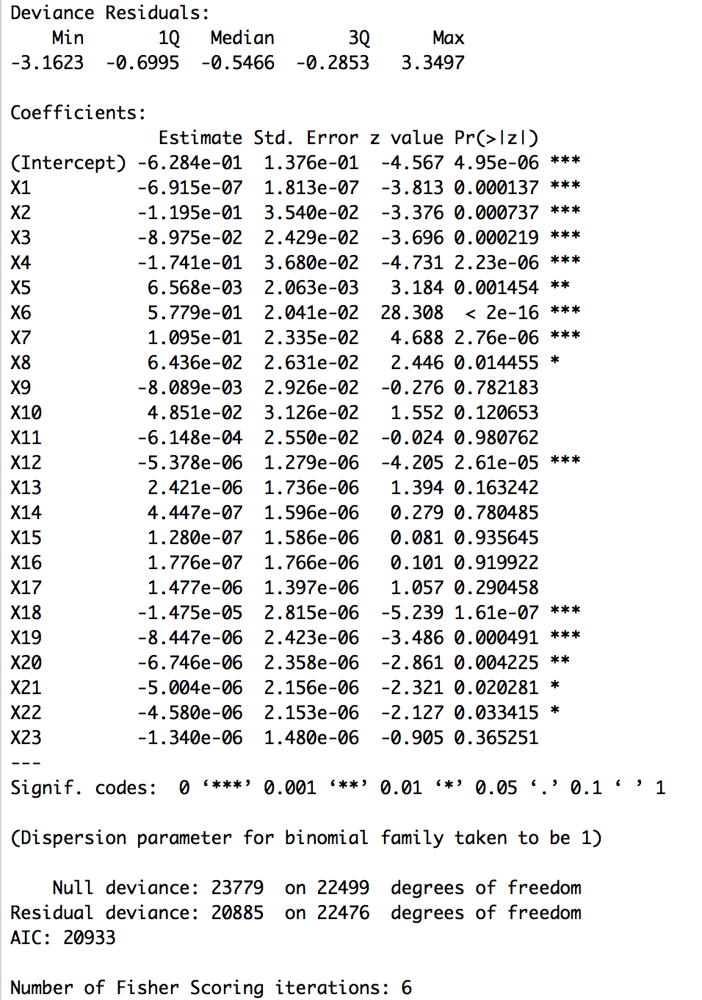 Deviance Residuals:
    Min       1Q   Median       3Q      Max
-3.1623  -0.6995  -0.5466  -0.2853   3.3497

Coefficients:
              Estimate Std. Error z value Pr(>|z|)
(Intercept) -6.284e-01  1.376e-01  -4.567 4.95e-06 ***
X1          -6.915e-07  1.813e-07  -3.813 0.000137 ***
X2          -1.195e-01  3.540e-02  -3.376 0.000737 ***
X3          -8.975e-02  2.429e-02  -3.696 0.000219 ***
X4          -1.741e-01  3.680e-02  -4.731 2.23e-06 ***
X5           6.568e-03  2.063e-03   3.184 0.001454 **
X6           5.779e-01  2.041e-02  28.308  < 2e-16 ***
X7           1.095e-01  2.335e-02   4.688 2.76e-06 ***
X8           6.436e-02  2.631e-02   2.446 0.014455 *
X9          -8.089e-03  2.926e-02  -0.276 0.782183
X10          4.851e-02  3.126e-02   1.552 0.120653
X11         -6.148e-04  2.550e-02  -0.024 0.980762
X12         -5.378e-06  1.279e-06  -4.205 2.61e-05 ***
X13          2.421e-06  1.736e-06   1.394 0.163242
X14          4.447e-07  1.596e-06   0.279 0.780485
X15          1.280e-07  1.586e-06   0.081 0.935645
X16          1.776e-07  1.766e-06   0.101 0.919922
X17          1.477e-06  1.397e-06   1.057 0.290458
X18         -1.475e-05  2.815e-06  -5.239 1.61e-07 ***
X19         -8.447e-06  2.423e-06  -3.486 0.000491 ***
X20         -6.746e-06  2.358e-06  -2.861 0.004225 **
X21         -5.004e-06  2.156e-06  -2.321 0.020281 *
X22         -4.580e-06  2.153e-06  -2.127 0.033415 *
X23         -1.340e-06  1.480e-06  -0.905 0.365251
---
Signif. codes:  0 ‘***’ 0.001 ‘**’ 0.01 ‘*’ 0.05 ‘.’ 0.1 ‘ ’ 1

(Dispersion parameter for binomial family taken to be 1)

    Null deviance: 23779  on 22499  degrees of freedom
Residual deviance: 20885  on 22476  degrees of freedom
AIC: 20933

Number of Fisher Scoring iterations: 6